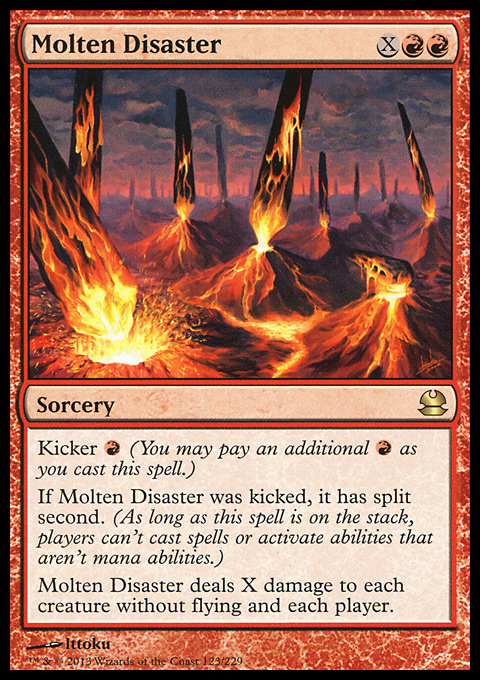 Molten Disaster X
Sorcery
Kicker (You may pay an additional as
you cast this spell.)
If Molten Disaster was kicked, it has split
second. (As long as this spell is on the stack,
players can't cast spells or activate abilities that
aren't mana abilities.)
Molten Disaster deals X damage to each
creature without flying and each player.
Ittoku
™ & © 2013 Wizards of the Coast 123/229